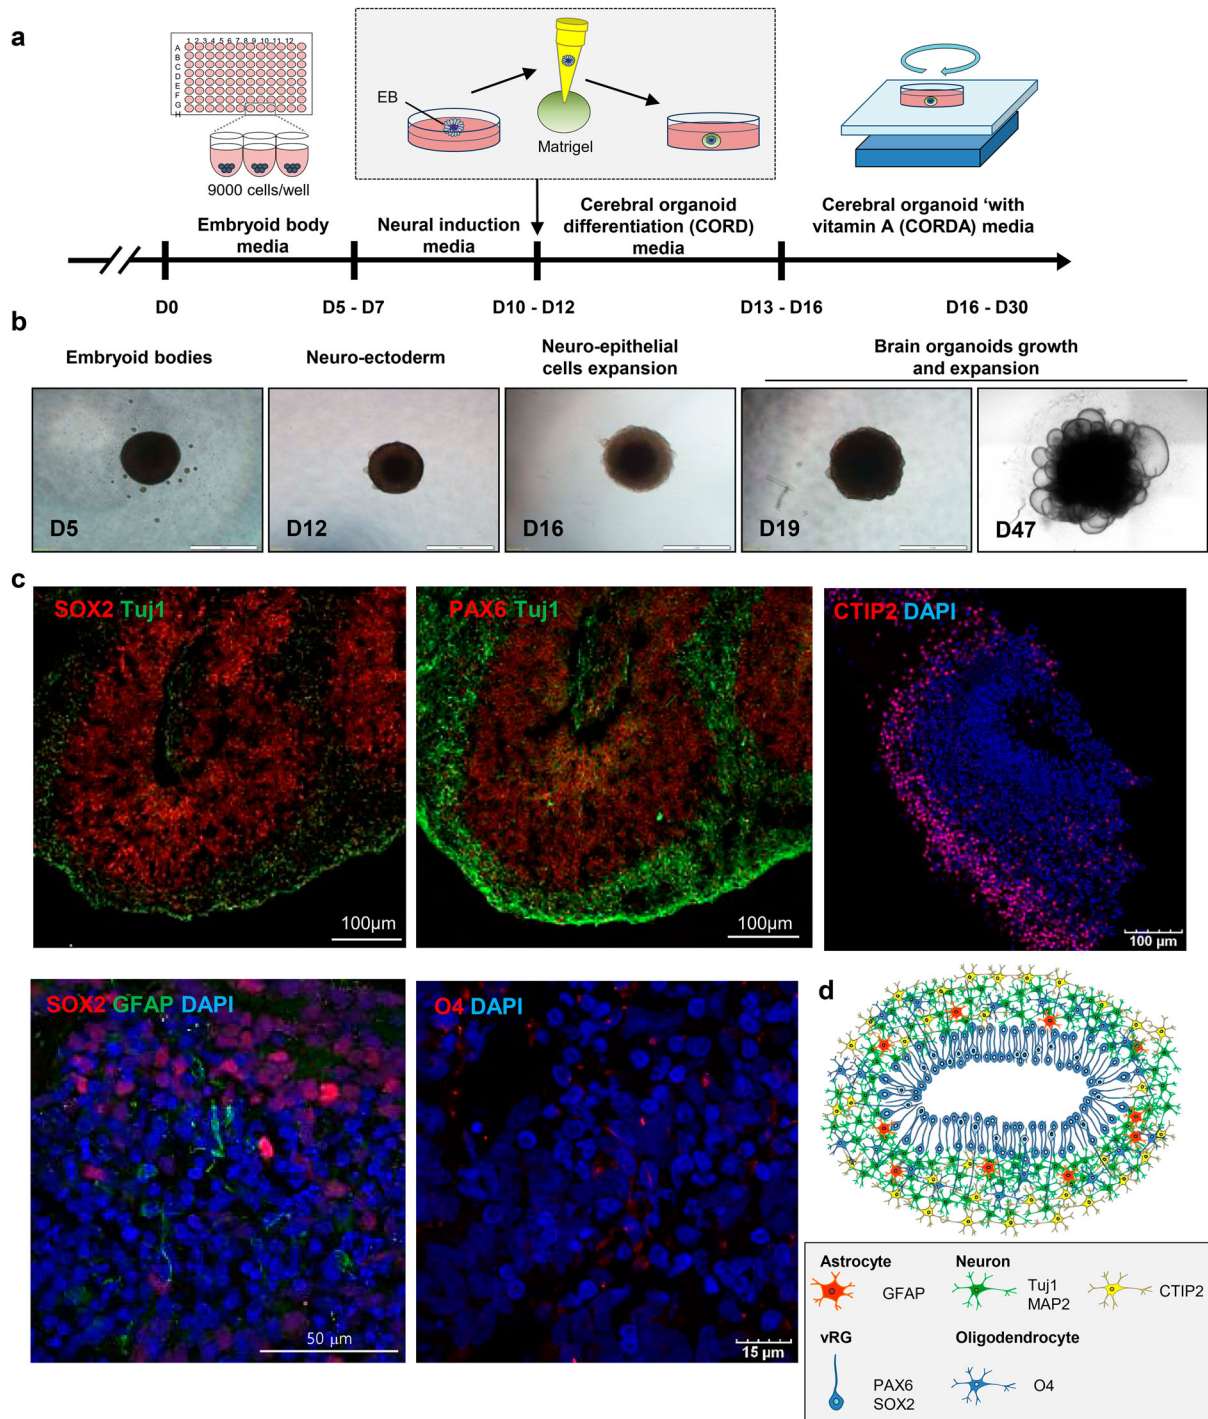 a
1 2 3 4 5 6 7 8 9 10 11 12
A
B
C
D
E
F
G
H
9000 cells/well
EB
Matrigel
Embryoid body
media
Neural induction
media
Cerebral organoid
differentiation (CORD)
media
Cerebral organoid ‘with
vitamin A (CORDA) media
D0
D5 - D7
D10 - D12
D13 - D16
D16 - D30
b
Embryoid bodies
Neuro-ectoderm
Neuro-epithelial
cells expansion
Brain organoids growth
and expansion
D5
D12
D16
D19
D47
c
SOX2 Tuj1
100µm
PAX6 Tuj1
100µm
CTIP2 DAPI
100 µm
SOX2 GFAP DAPI
50 µm
O4 DAPI
15 µm
d
Astrocyte
GFAP
Neuron
Tuj1
MAP2
CTIP2
vRG
PAX6
SOX2
Oligodendrocyte
O4